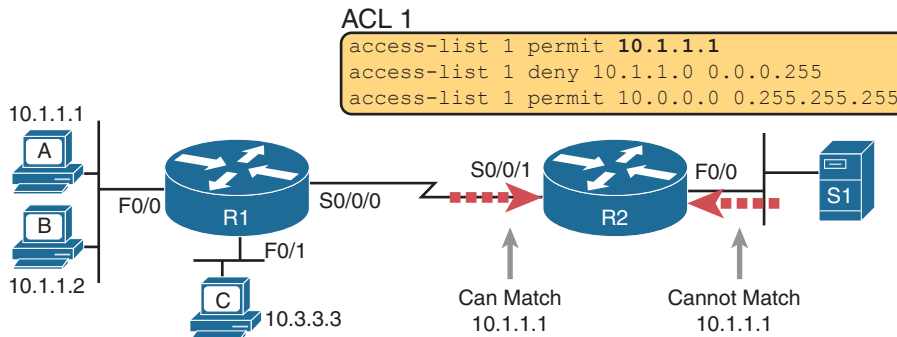 ACL 1
access-list 1 permit 10.1.1.1
access-list 1 deny 10.1.1.0 0.0.0.255
access-list 1 permit 10.0.0.0 0.255.255.255
10.1.1.1
A
B
10.1.1.2
F0/0
R1
S0/0/0
F0/1
C
10.3.3.3
S0/0/1
R2
F0/0
S1
Can Match
10.1.1.1
Cannot Match
10.1.1.1